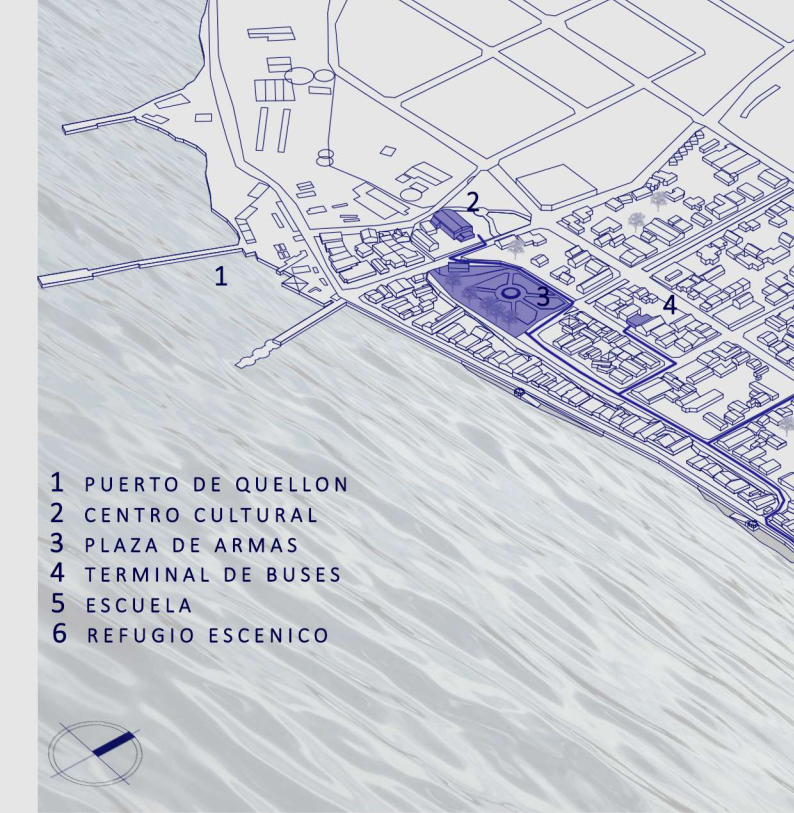 2
3
4
1
1 PUERTO DE QUELLON
2 CENTRO CULTURAL
3 PLAZA DE ARMAS
4 TERMINAL DE BUSES
5 ESCUELA
6 REFUGIO ESCENICO